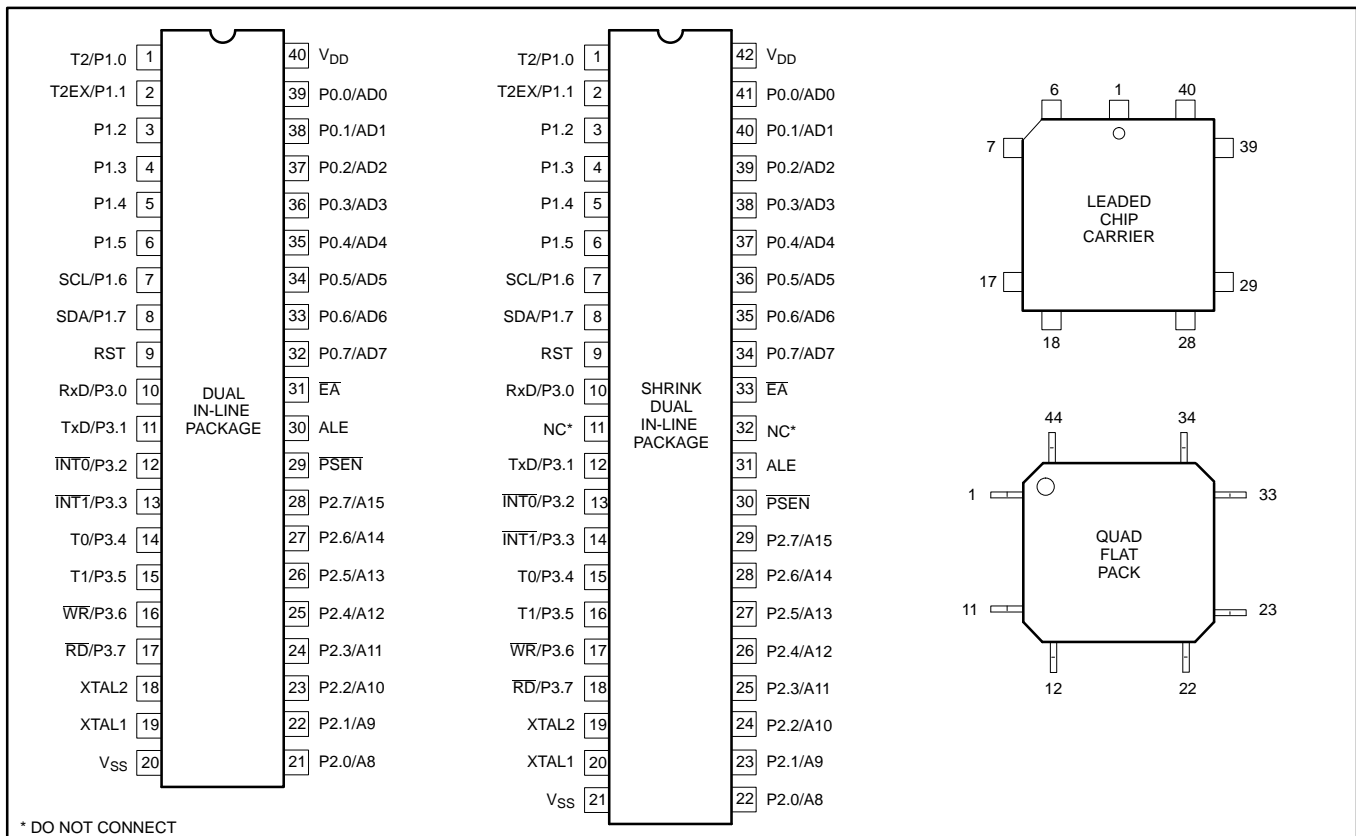 T2/P1.0 1
T2EX/P1.1 2
P1.2 3
P1.3 4
P1.4 5
P1.5 6
SCL/P1.6 7
SDA/P1.7 8
RST 9
RxD/P3.0 10
TxD/P3.1 11
INT0/P3.2 12
INT1/P3.3 13
T0/P3.4 14
T1/P3.5 15
WR/P3.6 16
RD/P3.7 17
XTAL2 18
XTAL1 19
VSS 20
DUAL
IN-LINE
PACKAGE
40 VDD
39 P0.0/AD0
38 P0.1/AD1
37 P0.2/AD2
36 P0.3/AD3
35 P0.4/AD4
34 P0.5/AD5
33 P0.6/AD6
32 P0.7/AD7
31 EA
30 ALE
29 PSEN
28 P2.7/A15
27 P2.6/A14
26 P2.5/A13
25 P2.4/A12
24 P2.3/A11
23 P2.2/A10
22 P2.1/A9
21 P2.0/A8
T2/P1.0 1
T2EX/P1.1 2
P1.2 3
P1.3 4
P1.4 5
P1.5 6
SCL/P1.6 7
SDA/P1.7 8
RST 9
RxD/P3.0 10
NC* 11
TxD/P3.1 12
INT0/P3.2 13
INT1/P3.3 14
T0/P3.4 15
T1/P3.5 16
WR/P3.6 17
RD/P3.7 18
XTAL2 19
XTAL1 20
VSS 21
SHRINK
DUAL
IN-LINE
PACKAGE
42 VDD
41 P0.0/AD0
40 P0.1/AD1
39 P0.2/AD2
38 P0.3/AD3
37 P0.4/AD4
36 P0.5/AD5
35 P0.6/AD6
34 P0.7/AD7
33 EA
32 NC*
31 ALE
30 PSEN
29 P2.7/A15
28 P2.6/A14
27 P2.5/A13
26 P2.4/A12
25 P2.3/A11
24 P2.2/A10
23 P2.1/A9
22 P2.0/A8
6 1 40
7 39
LEADED
CHIP
CARRIER
17 29
18 28
44 34
1 33
QUAD
FLAT
PACK
11 23
12 22
* DO NOT CONNECT